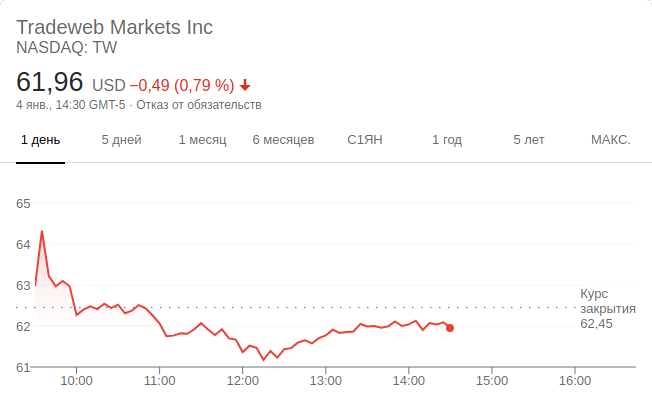 Tradeweb Markets Inc
NASDAQ: TW
61,96 USD −0,49 (0,79 %)
4 янв., 14:30 GMT-5 · Отказ от обязательств
1 день 5 дней 1 месяц 6 месяцев С1ЯН 1 год 5 лет МАКС.
65
64
63
62
61
Курс
закрытия
62,45
10:00 11:00 12:00 13:00 14:00 15:00 16:00